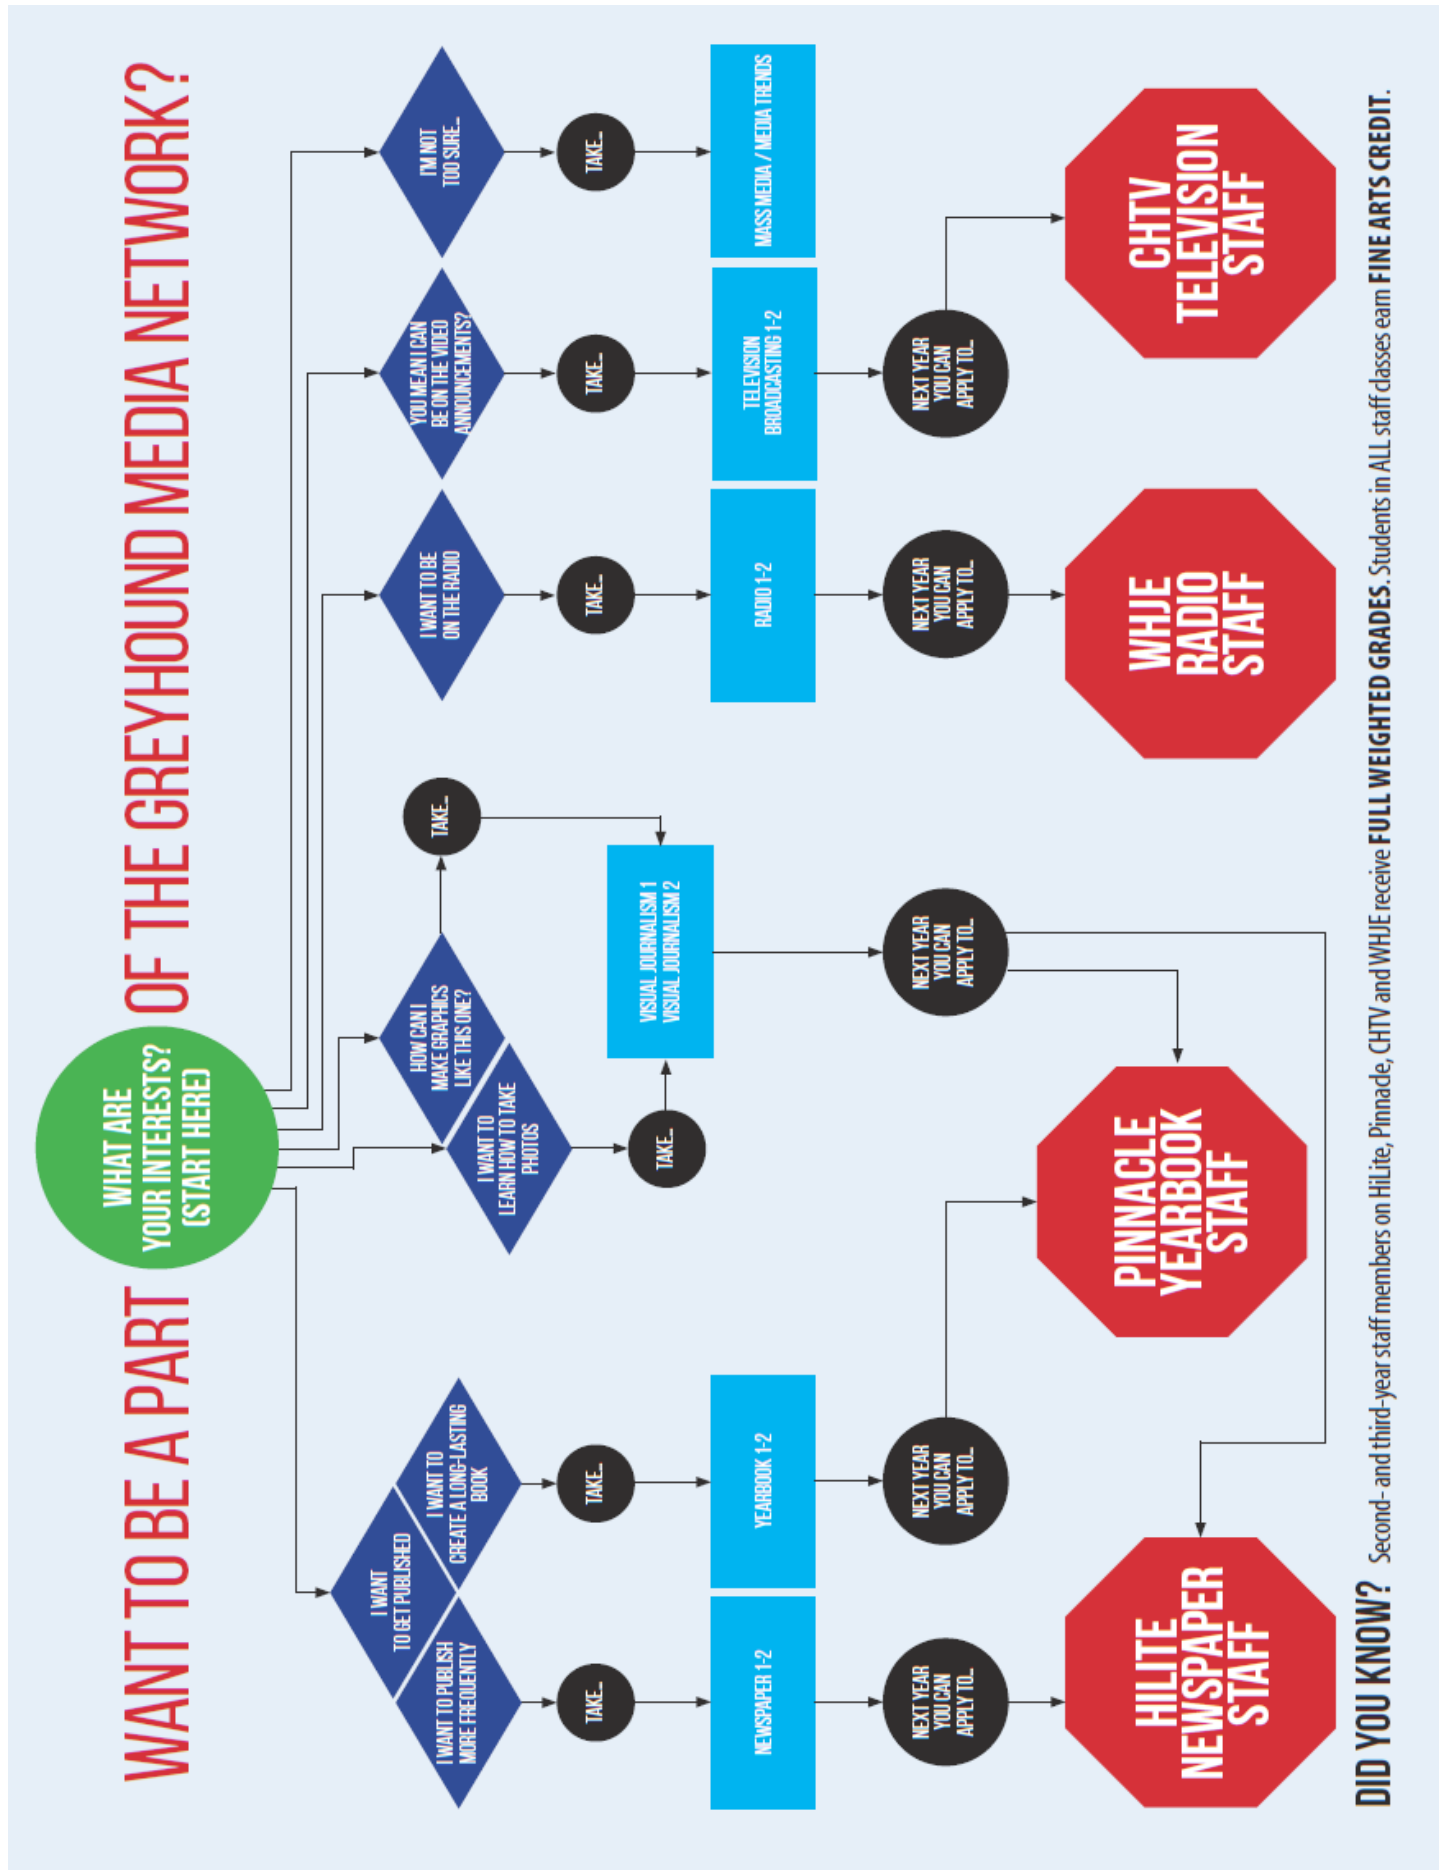 WANT TO BE A PART
WHAT ARE
YOUR INTERESTS?
(START HERE)
OF THE GREYHOUND MEDIA NETWORK?
I WANT
TO GET PUBLISHED
I WANT TO PUBLISH
MORE FREQUENTLY
I WANT TO
CREATE A LONG-LASTING
BOOK
I WANT TO
LEARN HOW TO TAKE
PHOTOS
HOW CAN I
MAKE GRAPHICS
LIKE THIS ONE?
TAKE...
I WANT TO BE
ON THE RADIO
YOU MEAN I CAN
BE ON THE VIDEO
ANNOUNCEMENTS?
I'M NOT
TOO SURE...
TAKE...
TAKE...
TAKE...
TAKE...
TAKE...
TAKE...
NEWSPAPER 1-2
YEARBOOK 1-2
VISUAL JOURNALISM 1
VISUAL JOURNALISM 2
RADIO 1-2
TELEVISION
BROADCASTING 1-2
MASS MEDIA / MEDIA TRENDS
NEXT YEAR
YOU CAN
APPLY TO...
NEXT YEAR
YOU CAN
APPLY TO...
NEXT YEAR
YOU CAN
APPLY TO...
NEXT YEAR
YOU CAN
APPLY TO...
NEXT YEAR
YOU CAN
APPLY TO...
HILITE
NEWSPAPER
STAFF
PINNACLE
YEARBOOK
STAFF
WHJE
RADIO
STAFF
CHTV
TELEVISION
STAFF
DID YOU KNOW? Second- and third-year staff members on HiLite, Pinnacle, CHTV and WHJE receive FULL WEIGHTED GRADES. Students in ALL staff classes earn FINE ARTS CREDIT.